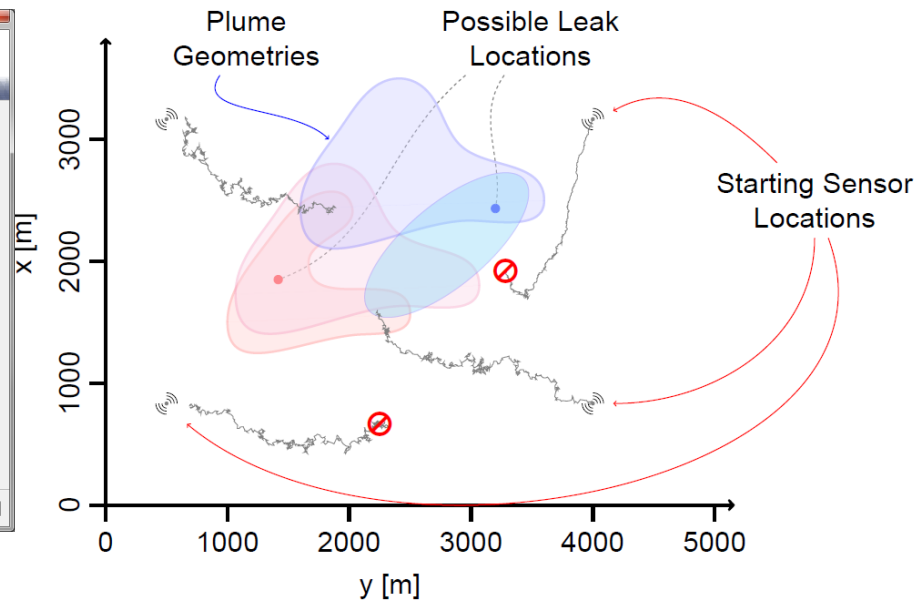 Plume
Geometries
Possible Leak
Locations
Starting Sensor
Locations
x [m]
3000
2000
1000
0
0
1000
2000
3000
4000
5000
y [m]